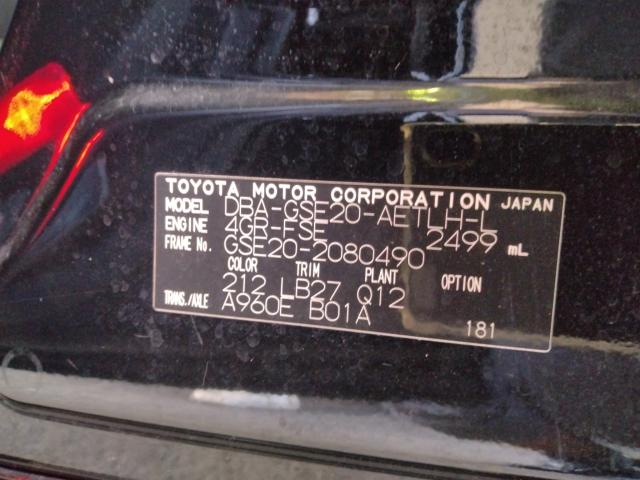 TOYOTA MOTOR CORPORATION JAPAN
MODEL DBA-GSE20-AETLH-L
ENGINE 4GR-FSE 2499 mL
FRAME No. GSE20-2080490
COLOR TRIM PLANT OPTION
212 LB27 Q12
TRANS./AXLE A960E B01A
181